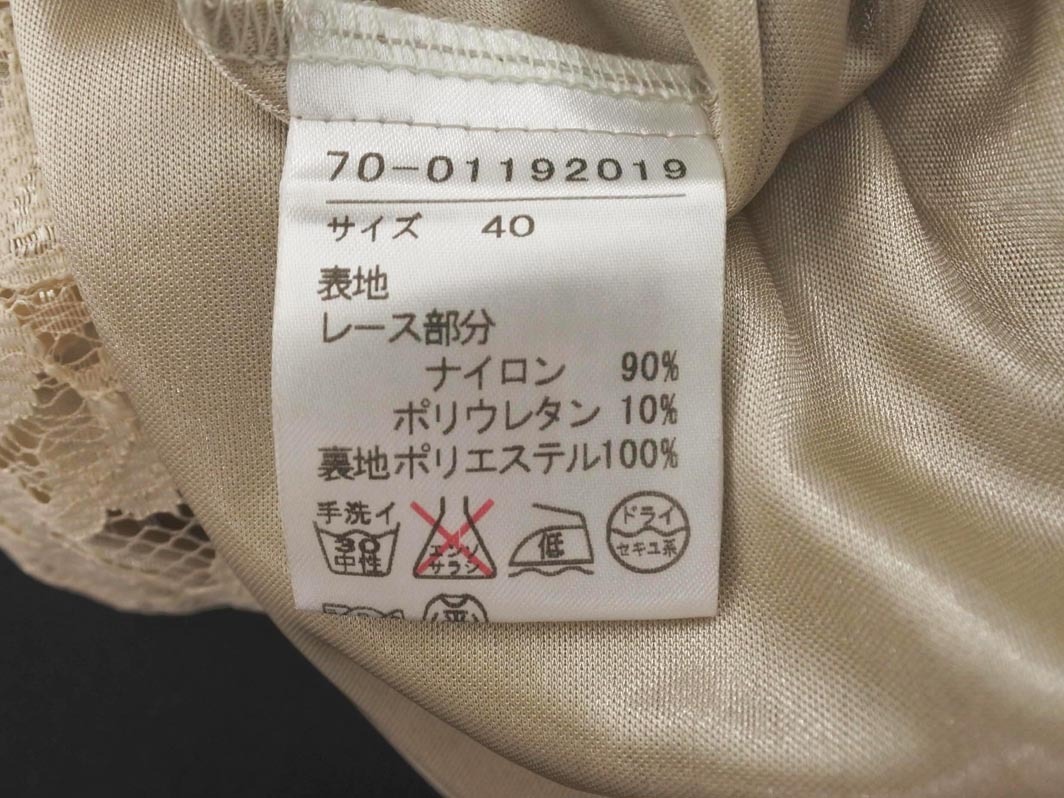 70-01192019
サイズ 40
表地
レース部分
ナイロン 90%
ポリウレタン 10%
裏地ポリエステル100%
手洗イ
30
中性
エンソ
サラシ
低
ドライ
セキユ系
平